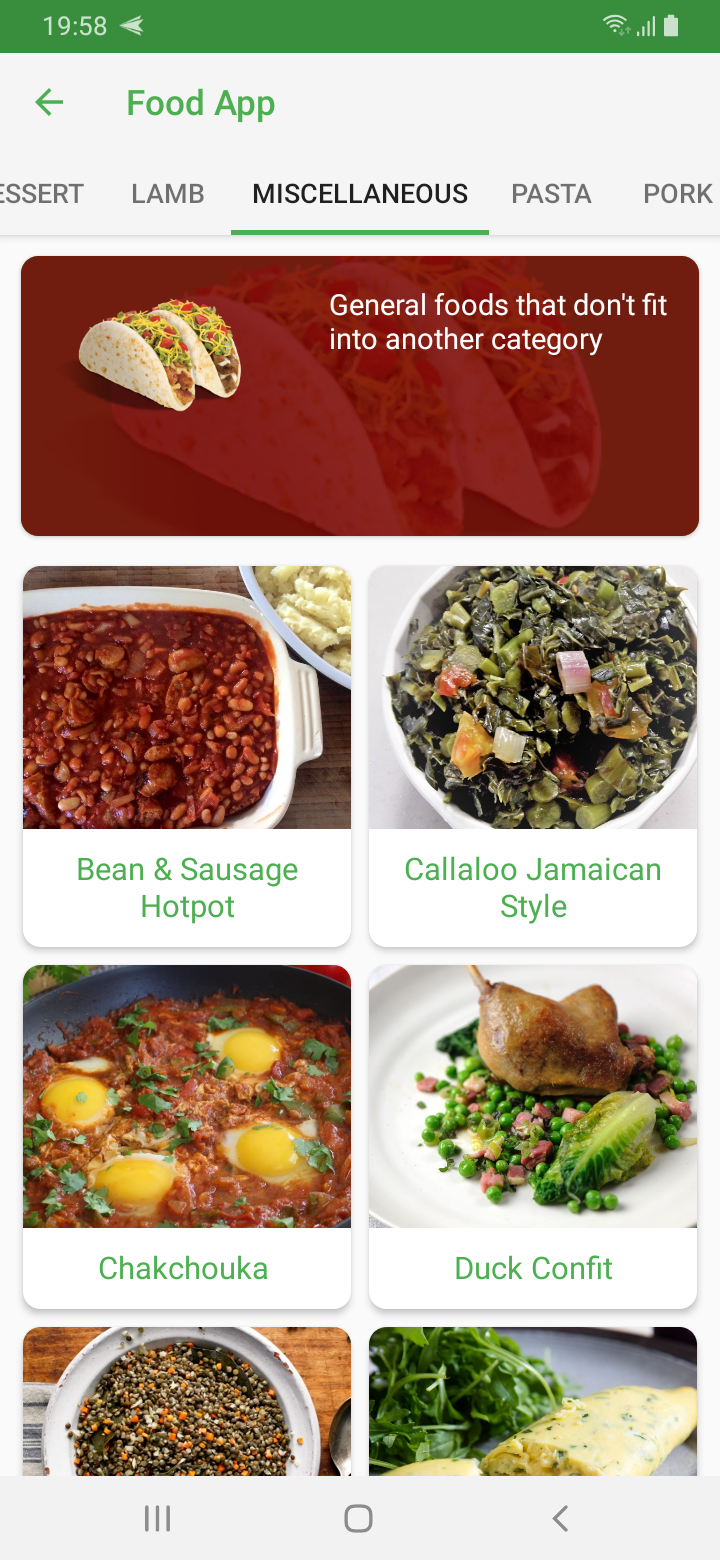 19:58
Food App
ESSERT LAMB MISCELLANEOUS PASTA PORK
General foods that don't fit
into another category
Bean & Sausage
Hotpot
Callaloo Jamaican
Style
Chakchouka
Duck Confit